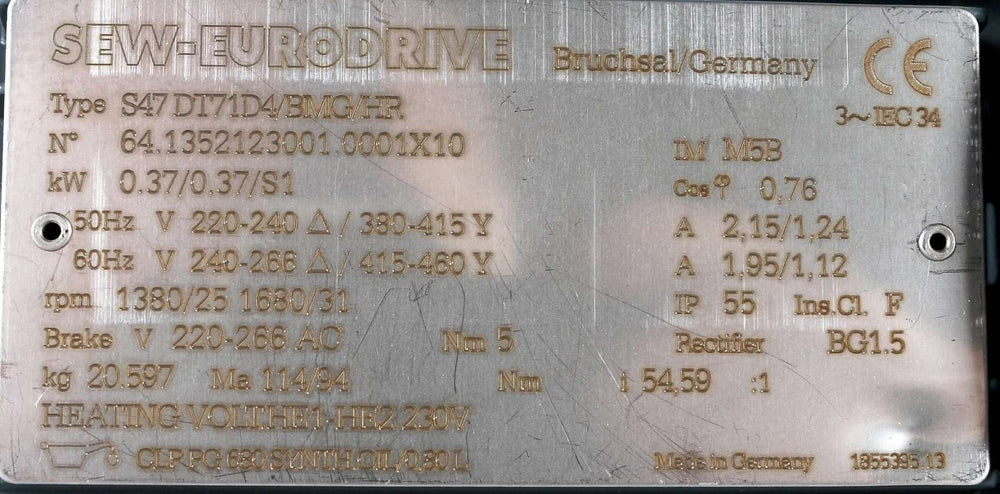 SEW-EURODRIVE Bruchsal/Germany CE
Type S47 DT71D4/BMG/HR 3~ IEC 34
N° 64.1352123001.0001X10 IM M5B
kW 0.37/0.37/S1 Cos φ 0,76
50Hz V 220-240 Δ / 380-415 Y A 2,15/1,24
60Hz V 240-266 Δ / 415-460 Y A 1,95/1,12
rpm 1380/25 1680/31 IP 55 Ins.Cl. F
Brake V 220-266 AC Nm 5 Rectifier BG1.5
kg 20.597 Ma 114/94 Nm i 54,59 :1
HEATING VOLT.HE1-HE2 230V
CLP PG 680 SYNTH.OIL/0,80 L Made in Germany 1855395.13